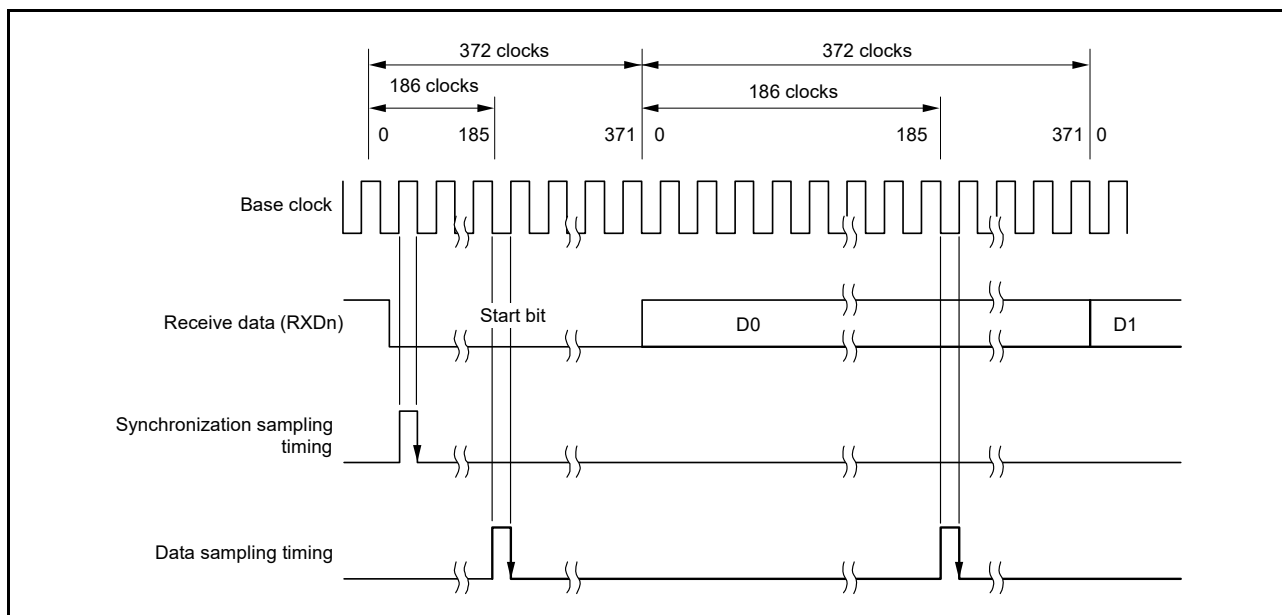 372 clocks 372 clocks
186 clocks 186 clocks
0 185 371 0 185 371 0
Base clock
Receive data (RXDn) Start bit D0 D1
Synchronization sampling
timing
Data sampling timing